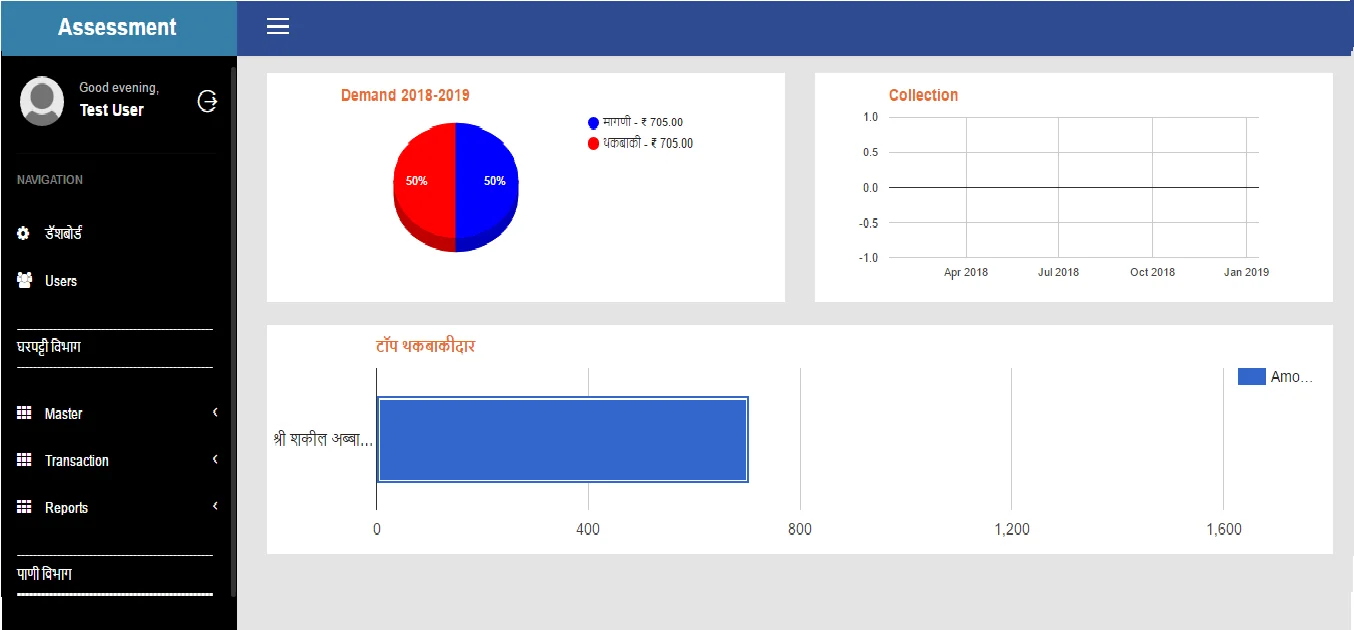 Assessment
Good evening,
Test User
NAVIGATION
डॅशबोर्ड
Users
घरपट्टी विभाग
Master
Transaction
Reports
पाणी विभाग
Demand 2018-2019
मागणी - ₹ 705.00
थकबाकी - ₹ 705.00
50%
50%
Collection
1.0
0.5
0.0
-0.5
-1.0
Apr 2018
Jul 2018
Oct 2018
Jan 2019
टॉप थकबाकीदार
Amo...
श्री शकील अब्बा...
0
400
800
1,200
1,600